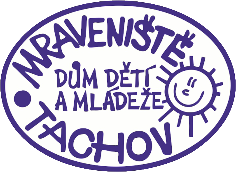 MRAVENIŠTĚ
DŮM DĚTÍ
A MLÁDEŽE
TACHOV